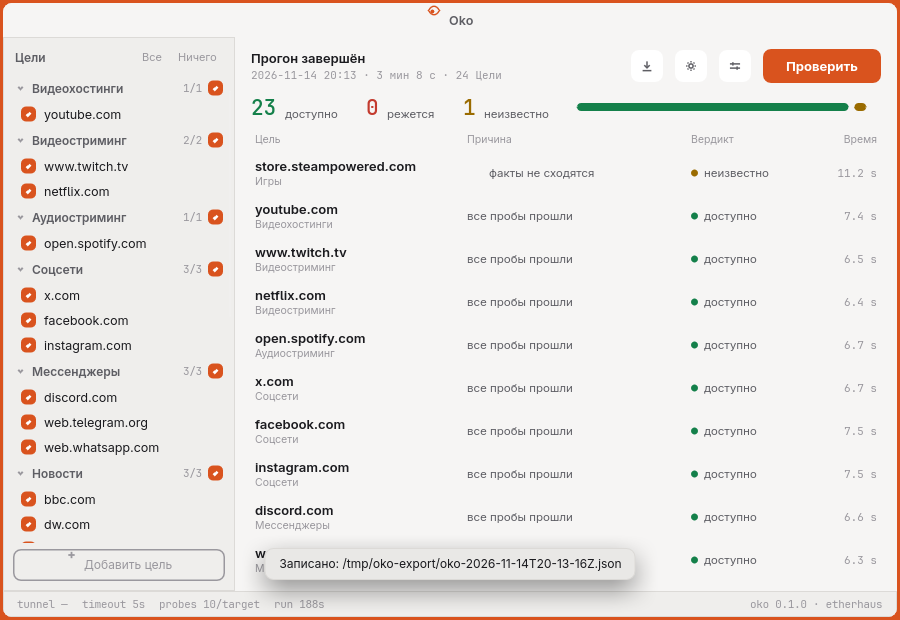 Oko
Цели Все Ничего
Видеохостинги 1/1
youtube.com
Видеостриминг 2/2
www.twitch.tv
netflix.com
Аудиостриминг 1/1
open.spotify.com
Соцсети 3/3
x.com
facebook.com
instagram.com
Мессенджеры 3/3
discord.com
web.telegram.org
web.whatsapp.com
Новости 3/3
bbc.com
dw.com
+ Добавить цель
Прогон завершён
2026-11-14 20:13 · 3 мин 8 с · 24 Цели
Проверить
23 доступно 0 режется 1 неизвестно
Цель Причина Вердикт Время
store.steampowered.com факты не сходятся неизвестно 11.2 s
Игры
youtube.com все пробы прошли доступно 7.4 s
Видеохостинги
www.twitch.tv все пробы прошли доступно 6.5 s
Видеостриминг
netflix.com все пробы прошли доступно 6.4 s
Видеостриминг
open.spotify.com все пробы прошли доступно 6.7 s
Аудиостриминг
x.com все пробы прошли доступно 6.7 s
Соцсети
facebook.com все пробы прошли доступно 7.5 s
Соцсети
instagram.com все пробы прошли доступно 7.5 s
Соцсети
discord.com все пробы прошли доступно 6.6 s
Мессенджеры
доступно 6.3 s
Записано: /tmp/oko-export/oko-2026-11-14T20-13-16Z.json
tunnel — timeout 5s probes 10/target run 188s
oko 0.1.0 · etherhaus